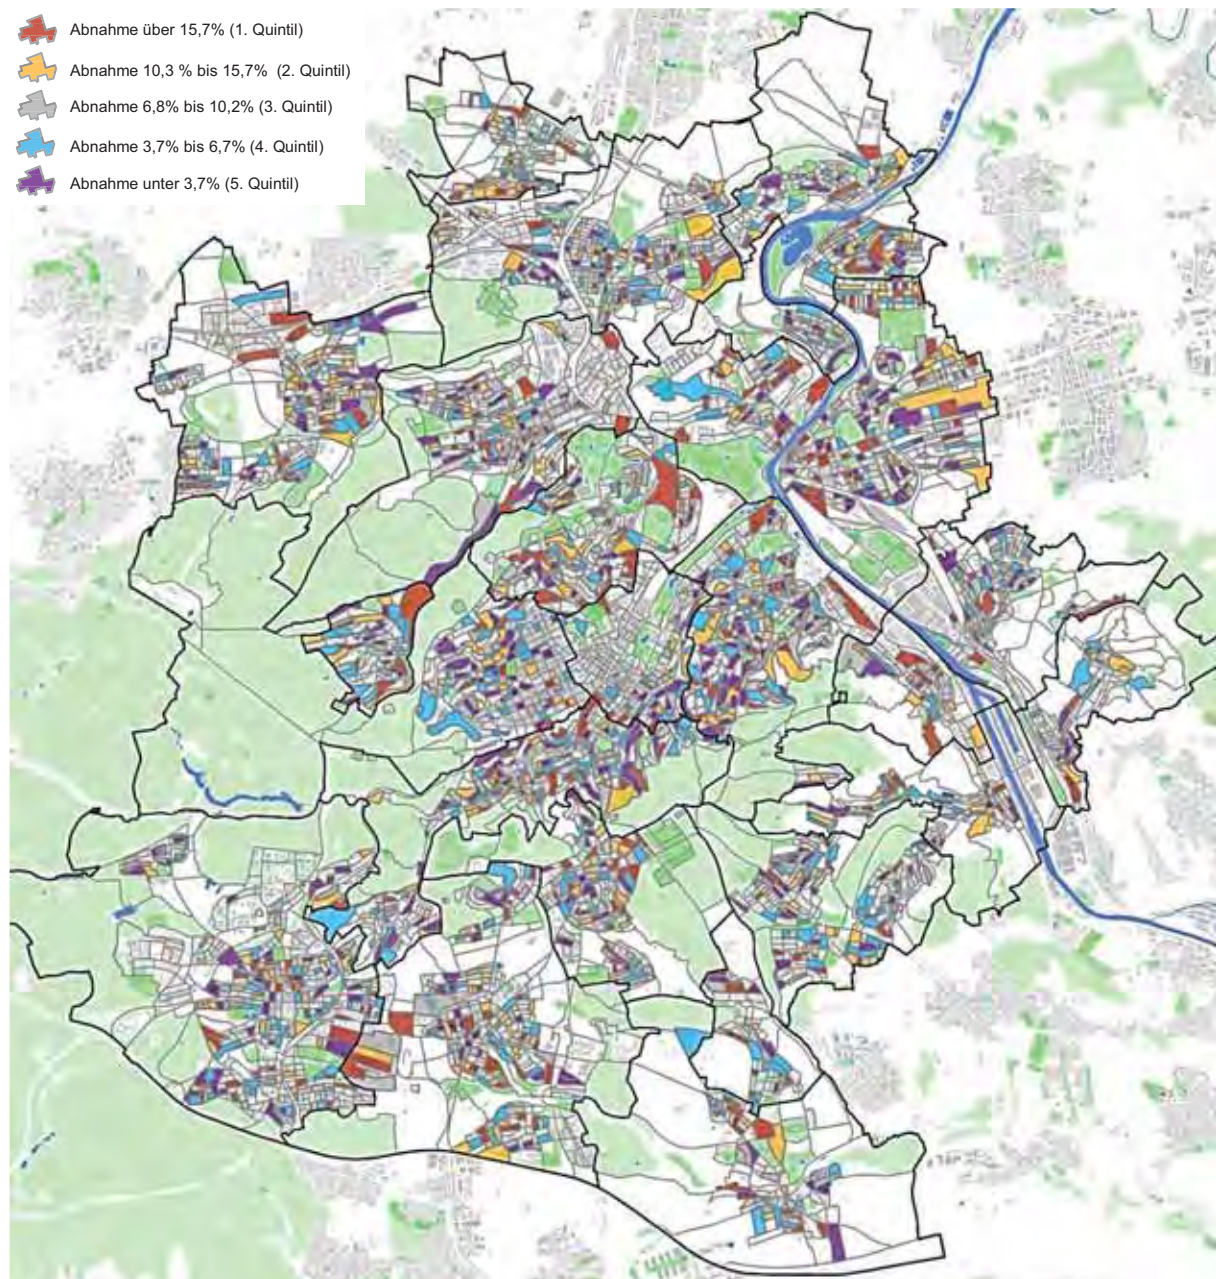 Abnahme über 15,7% (1. Quintil)
Abnahme 10,3 % bis 15,7% (2. Quintil)
Abnahme 6,8% bis 10,2% (3. Quintil)
Abnahme 3,7% bis 6,7% (4. Quintil)
Abnahme unter 3,7% (5. Quintil)